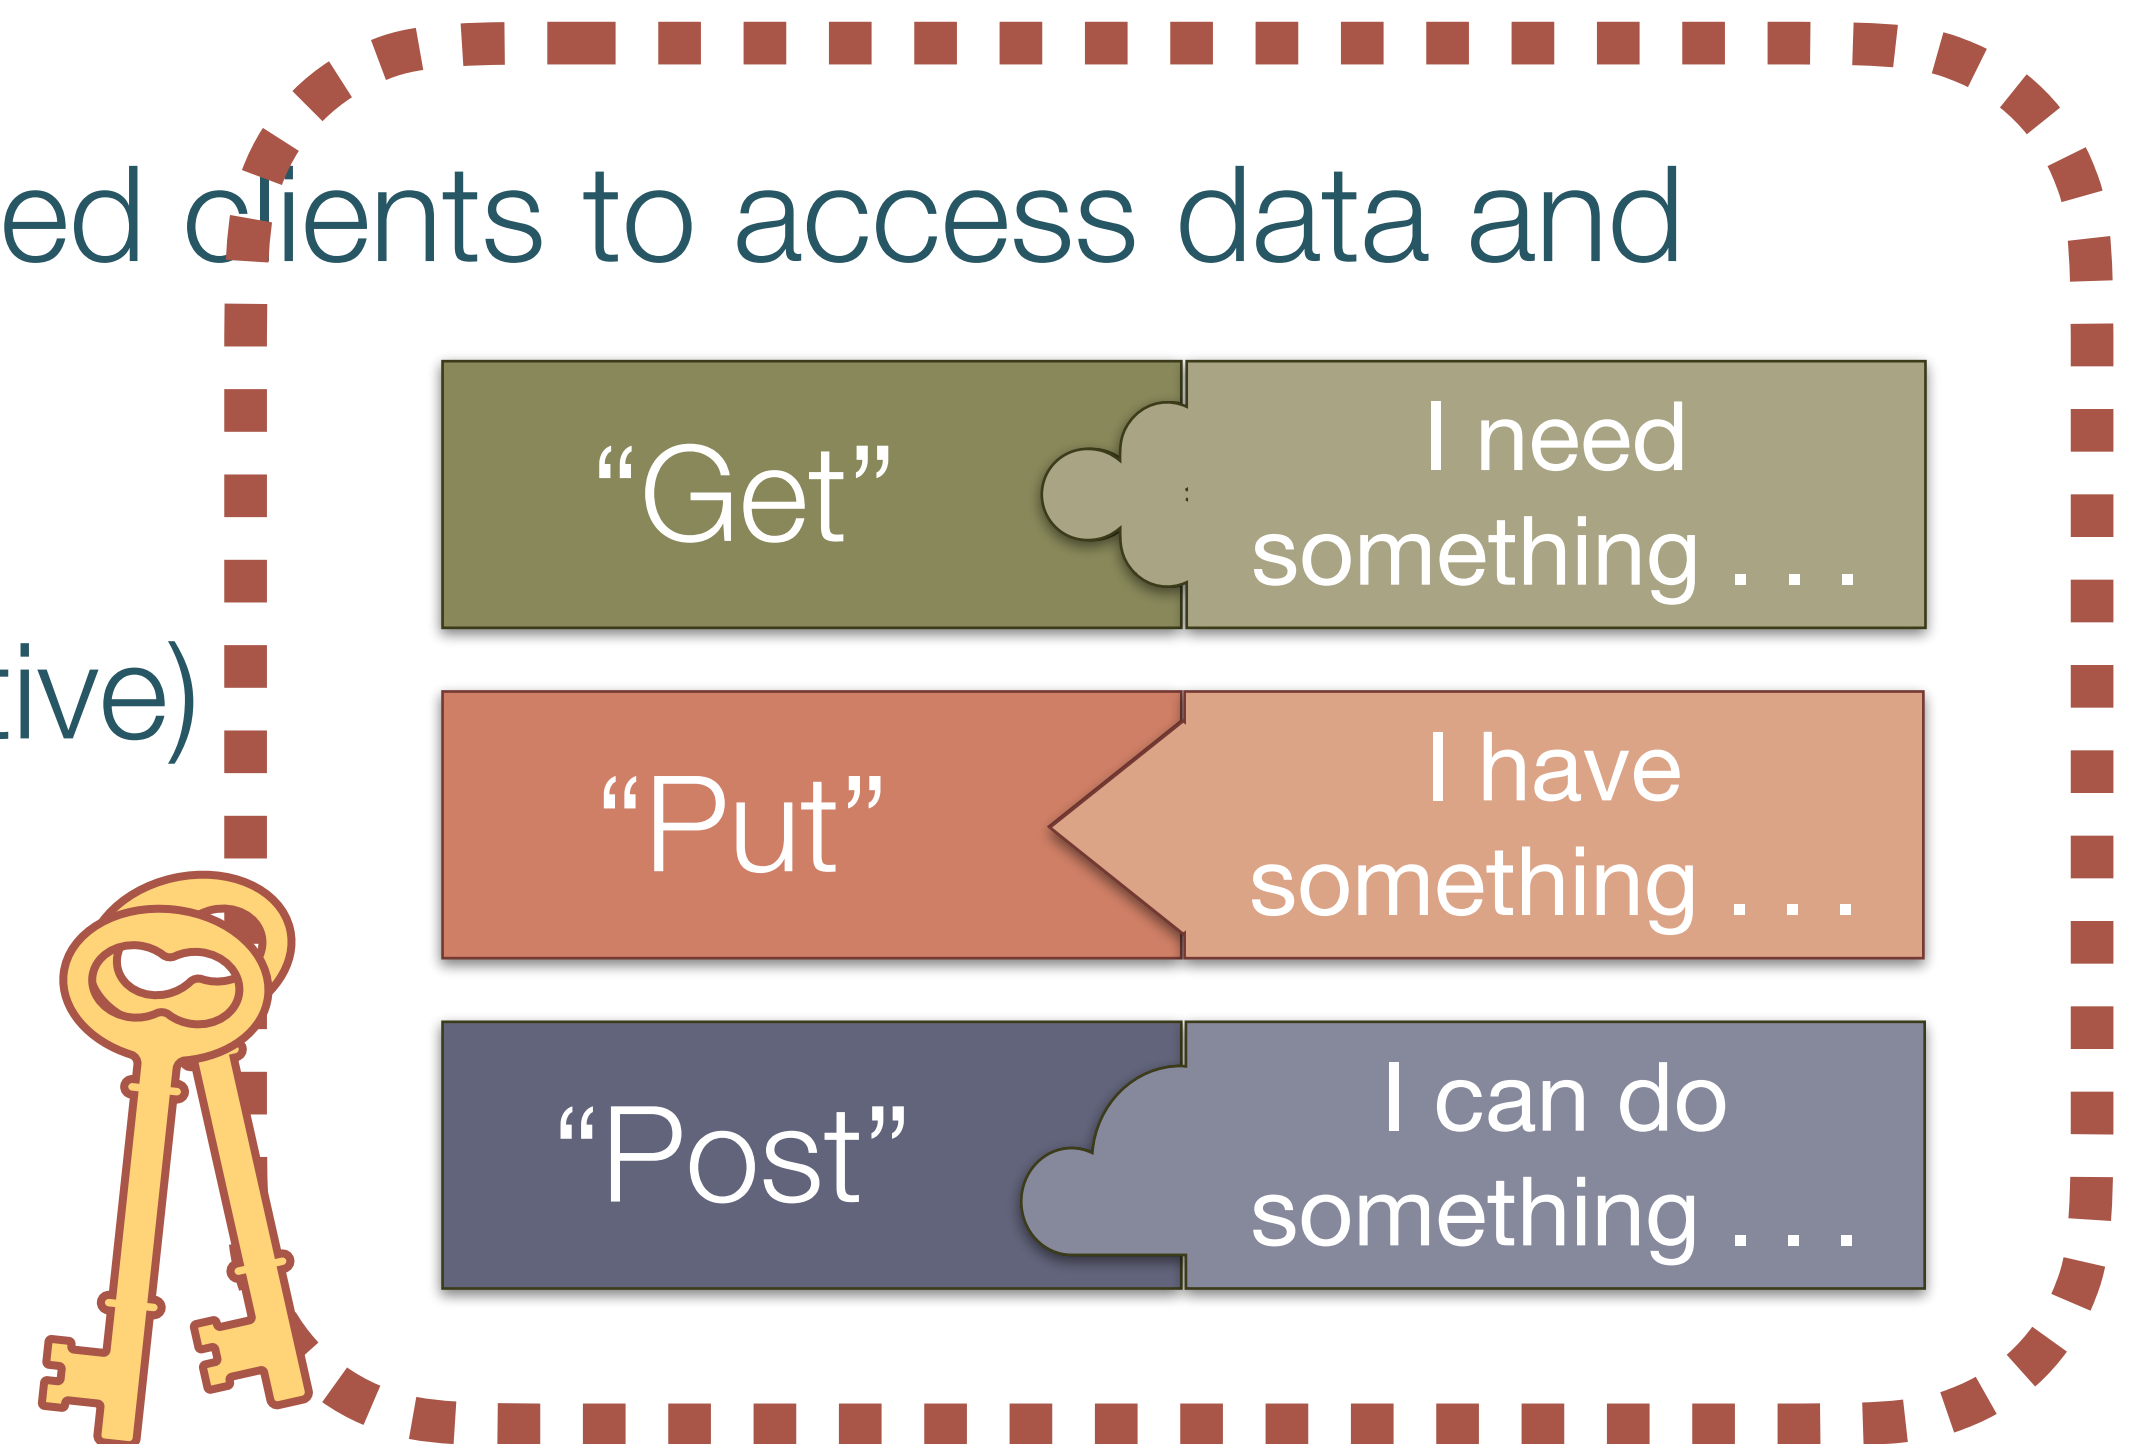 ed clients to access data and
“Get”
I need
something . . .
tive)
“Put”
I have
something . . .
“Post”
I can do
something . . .